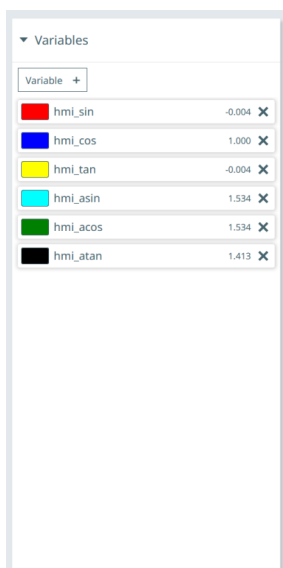 Variables
Variable +
hmi_sin -0.004
hmi_cos 1.000
hmi_tan -0.004
hmi_asin 1.534
hmi_acos 1.534
hmi_atan 1.413